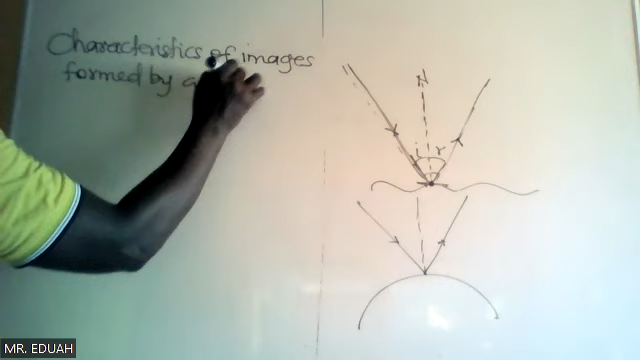 Characteristics of images
formed by a
N
i r
MR. EDUAH